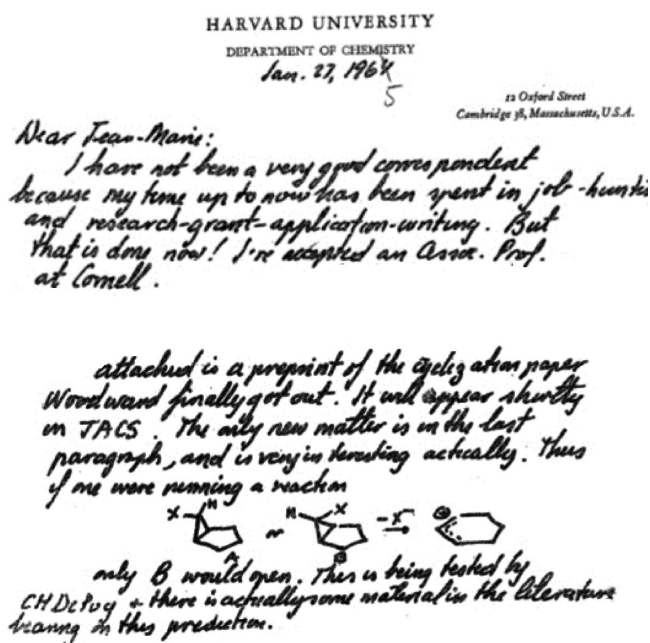 HARVARD UNIVERSITY
DEPARTMENT OF CHEMISTRY
Jan. 27, 1964
5
12 Oxford Street
Cambridge 38, Massachusetts, U.S.A.
Dear Jean-Marie:
I have not been a very good correspondent
because my time up to now has been spent in job-huntin
and research-grant-application-writing. But
that is done now! I've accepted an Assoc. Prof.
at Cornell.
attached is a preprint of the cyclization paper
Woodward finally got out. It will appear shortly
in JACS. The only new matter is in the last
paragraph, and is very interesting actually. Thus
if one were running a reaction
X H or H X -X⁻ ⊕
A B
only B would open. This is being tested by
CH DePuy + there is actually some material in the literature
bearing on this prediction.